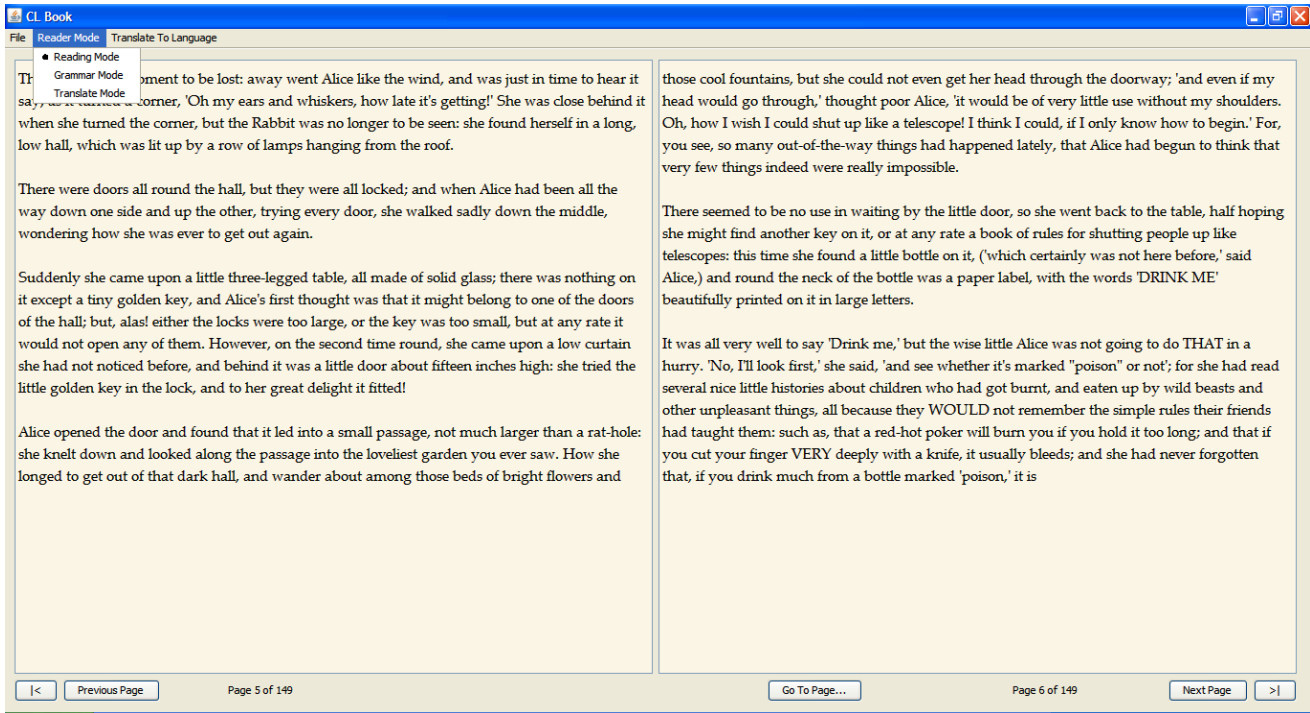 CL Book
File Reader Mode Translate To Language
Reading Mode
Grammar Mode
Translate Mode
Th oment to be lost: away went Alice like the wind, and was just in time to hear it
say, as it turned a corner, 'Oh my ears and whiskers, how late it's getting!' She was close behind it
when she turned the corner, but the Rabbit was no longer to be seen: she found herself in a long,
low hall, which was lit up by a row of lamps hanging from the roof.
There were doors all round the hall, but they were all locked; and when Alice had been all the
way down one side and up the other, trying every door, she walked sadly down the middle,
wondering how she was ever to get out again.
Suddenly she came upon a little three-legged table, all made of solid glass; there was nothing on
it except a tiny golden key, and Alice's first thought was that it might belong to one of the doors
of the hall; but, alas! either the locks were too large, or the key was too small, but at any rate it
would not open any of them. However, on the second time round, she came upon a low curtain
she had not noticed before, and behind it was a little door about fifteen inches high: she tried the
little golden key in the lock, and to her great delight it fitted!
Alice opened the door and found that it led into a small passage, not much larger than a rat-hole:
she knelt down and looked along the passage into the loveliest garden you ever saw. How she
longed to get out of that dark hall, and wander about among those beds of bright flowers and
those cool fountains, but she could not even get her head through the doorway; 'and even if my
head would go through,' thought poor Alice, 'it would be of very little use without my shoulders.
Oh, how I wish I could shut up like a telescope! I think I could, if I only know how to begin.' For,
you see, so many out-of-the-way things had happened lately, that Alice had begun to think that
very few things indeed were really impossible.
There seemed to be no use in waiting by the little door, so she went back to the table, half hoping
she might find another key on it, or at any rate a book of rules for shutting people up like
telescopes: this time she found a little bottle on it, ('which certainly was not here before,' said
Alice,) and round the neck of the bottle was a paper label, with the words 'DRINK ME'
beautifully printed on it in large letters.
It was all very well to say 'Drink me,' but the wise little Alice was not going to do THAT in a
hurry. 'No, I'll look first,' she said, 'and see whether it's marked "poison" or not'; for she had read
several nice little histories about children who had got burnt, and eaten up by wild beasts and
other unpleasant things, all because they WOULD not remember the simple rules their friends
had taught them: such as, that a red-hot poker will burn you if you hold it too long; and that if
you cut your finger VERY deeply with a knife, it usually bleeds; and she had never forgotten
that, if you drink much from a bottle marked 'poison,' it is
|< Previous Page Page 5 of 149 Go To Page... Page 6 of 149 Next Page >|